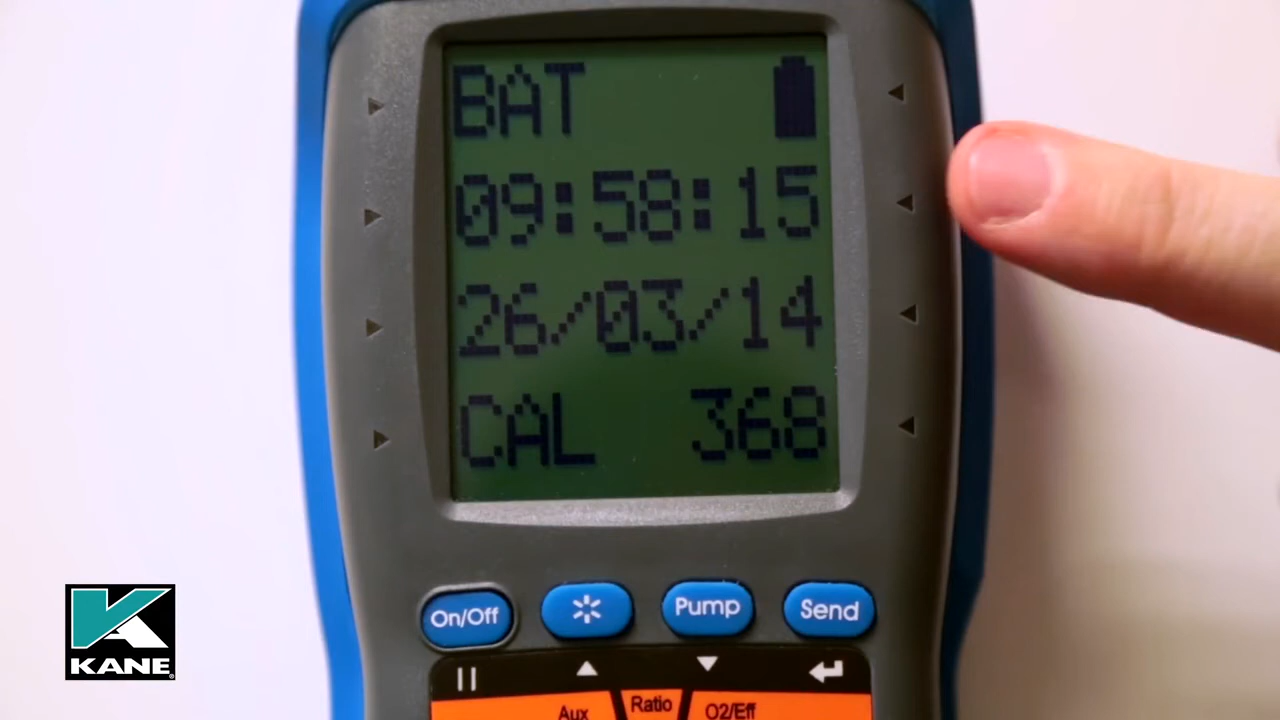 BAT
09:58:15
26/03/14
CAL 368
On/Off
Pump
Send
KANE
Aux
Ratio
O2/Eff